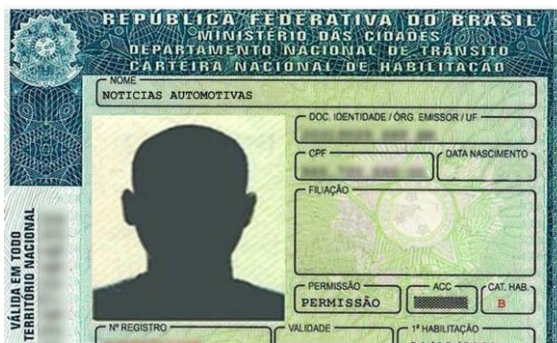 REPÚBLICA FEDERATIVA DO BRASIL
MINISTÉRIO DAS CIDADES
DEPARTAMENTO NACIONAL DE TRÂNSITO
CARTEIRA NACIONAL DE HABILITAÇÃO
NOME
NOTICIAS AUTOMOTIVAS
DOC. IDENTIDADE / ÓRG. EMISSOR / UF
CPF
DATA NASCIMENTO
FILIAÇÃO
PERMISSÃO
PERMISSÃO
ACC
CAT. HAB.
B
Nº REGISTRO
VALIDADE
1ª HABILITAÇÃO
VÁLIDA EM TODO
TERRITÓRIO NACIONAL